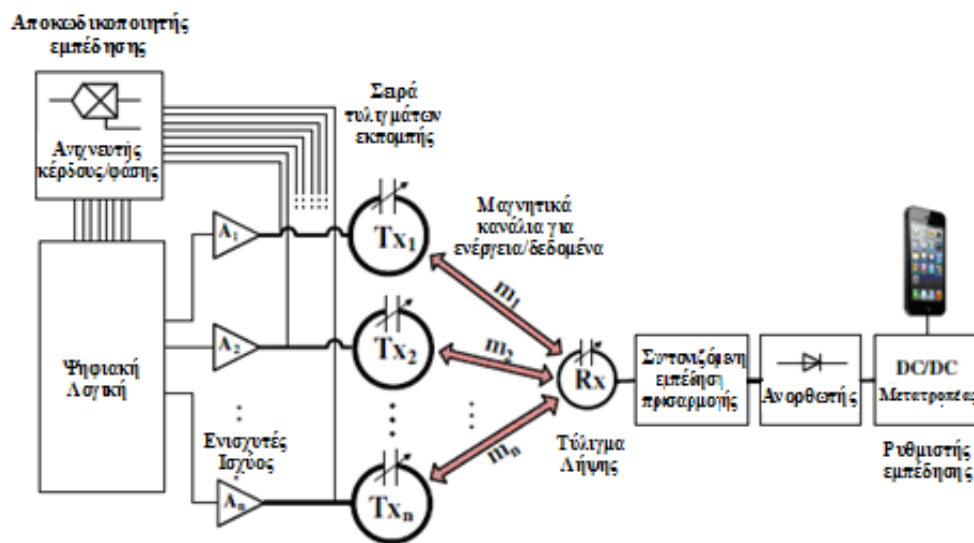 Αποκωδικοποιητής
εμπέδησης
Ανιχνευτής
κέρδους/φάσης
Σειρά
τυλιγμάτων
εκπομπής
A1
Tx1
Μαγνητικά
κανάλια για
ενέργεια/δεδομένα
m1
Ψηφιακή
Λογική
A2
Tx2
m2
Rx
Συντονιζόμενη
εμπέδηση
πρισαρμογής
Ανορθωτής
DC/DC
Μετατροπέας
Ενισχυτές
Ισχύος
An
Txn
mn
Τύλιγμα
Λήψης
Ρυθμιστής
εμπέδησης